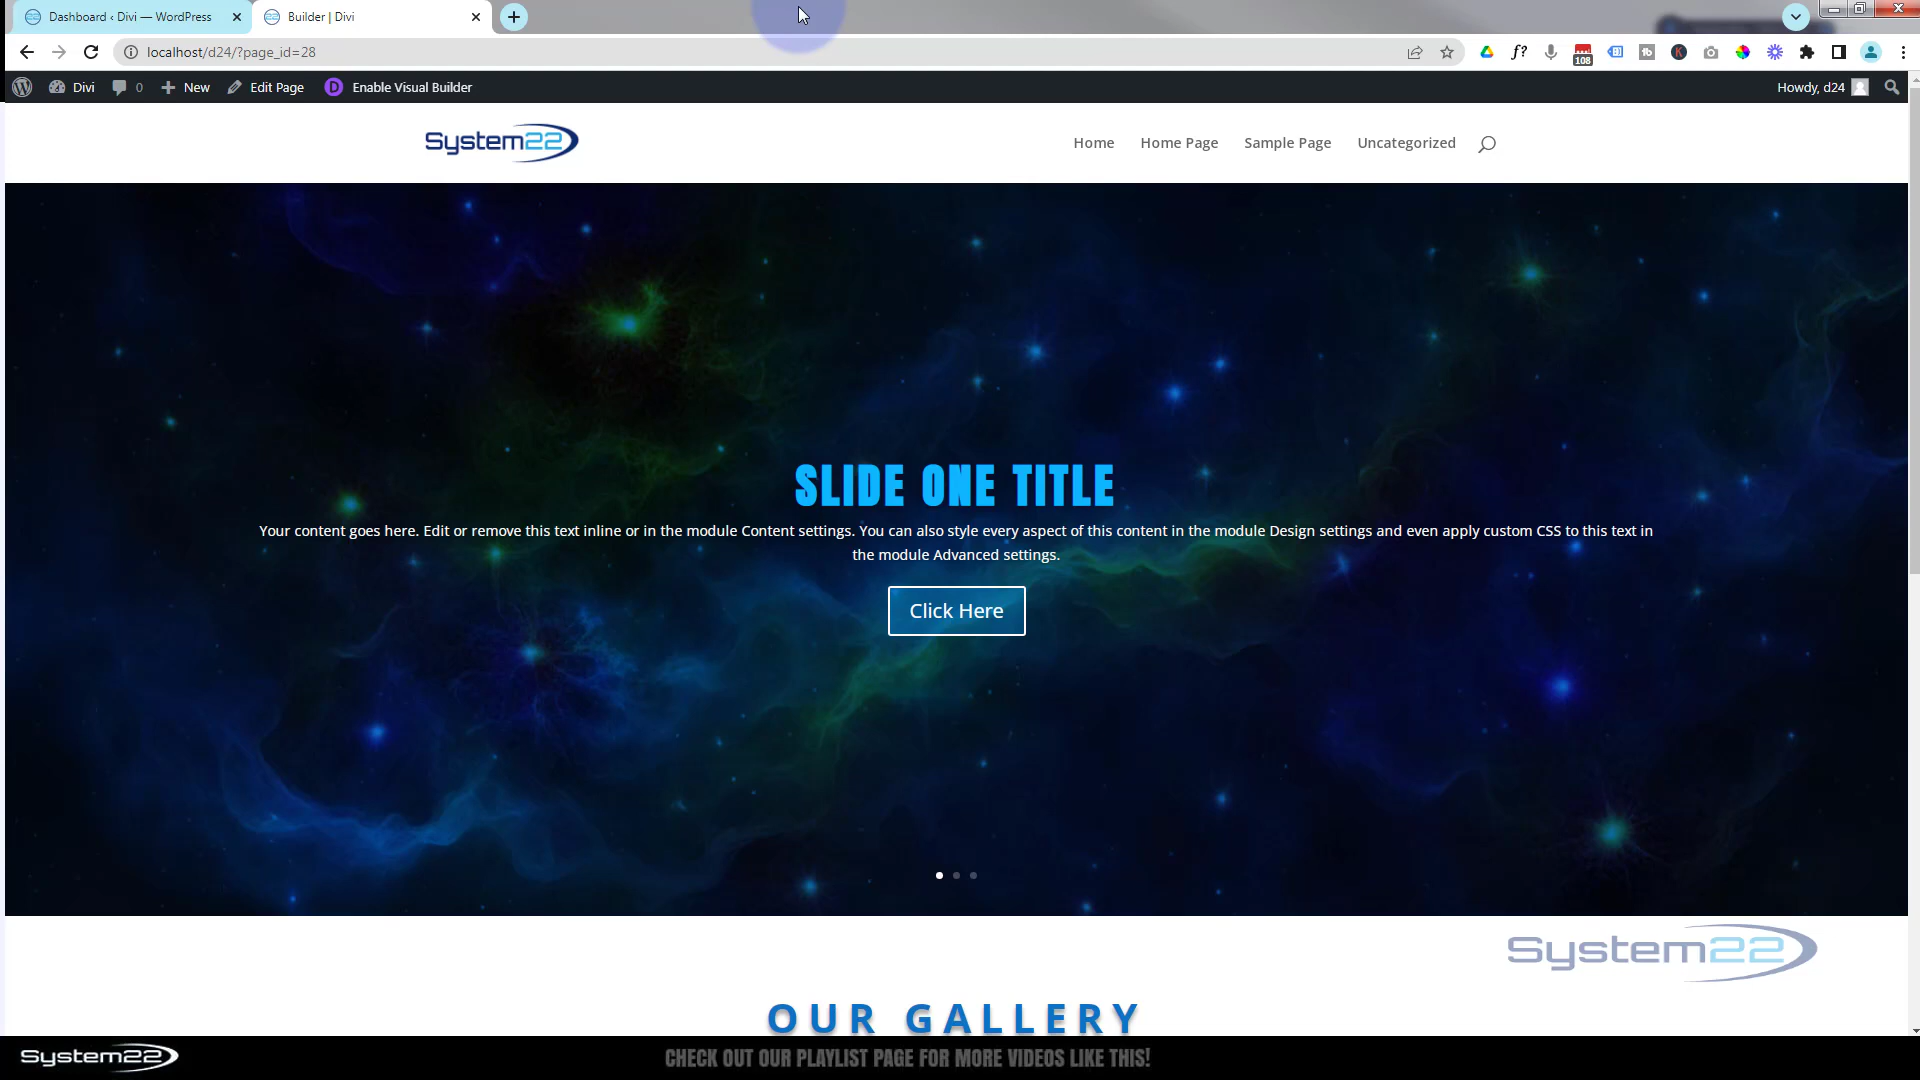 Dashboard ‹ Divi — WordPress
Builder | Divi
localhost/d24/?page_id=28
108
Divi
0
New
Edit Page
Enable Visual Builder
Howdy, d24
System22
Home
Home Page
Sample Page
Uncategorized
SLIDE ONE TITLE
Your content goes here. Edit or remove this text inline or in the module Content settings. You can also style every aspect of this content in the module Design settings and even apply custom CSS to this text in
the module Advanced settings.
Click Here
System22
OUR GALLERY
System22
CHECK OUT OUR PLAYLIST PAGE FOR MORE VIDEOS LIKE THIS!